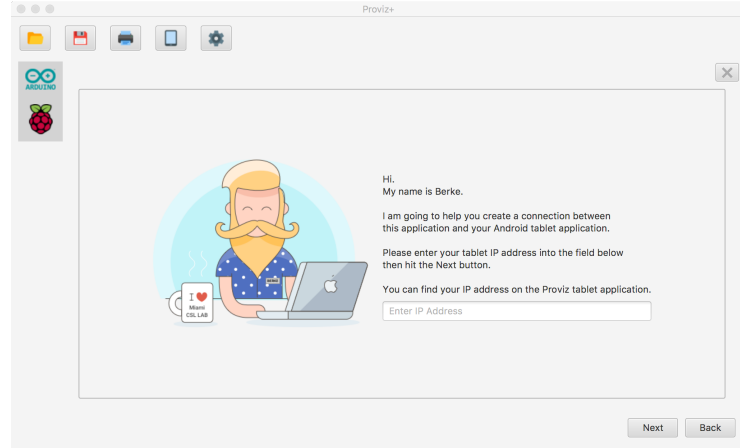 Proviz+
ARDUINO
Hi,
My name is Berke.
I am going to help you create a connection between
this application and your Android tablet application.
Please enter your tablet IP address into the field below
then hit the Next button.
You can find your IP address on the Proviz tablet application.
Enter IP Address
BERKE
I
Miami
CSL LAB
Next
Back